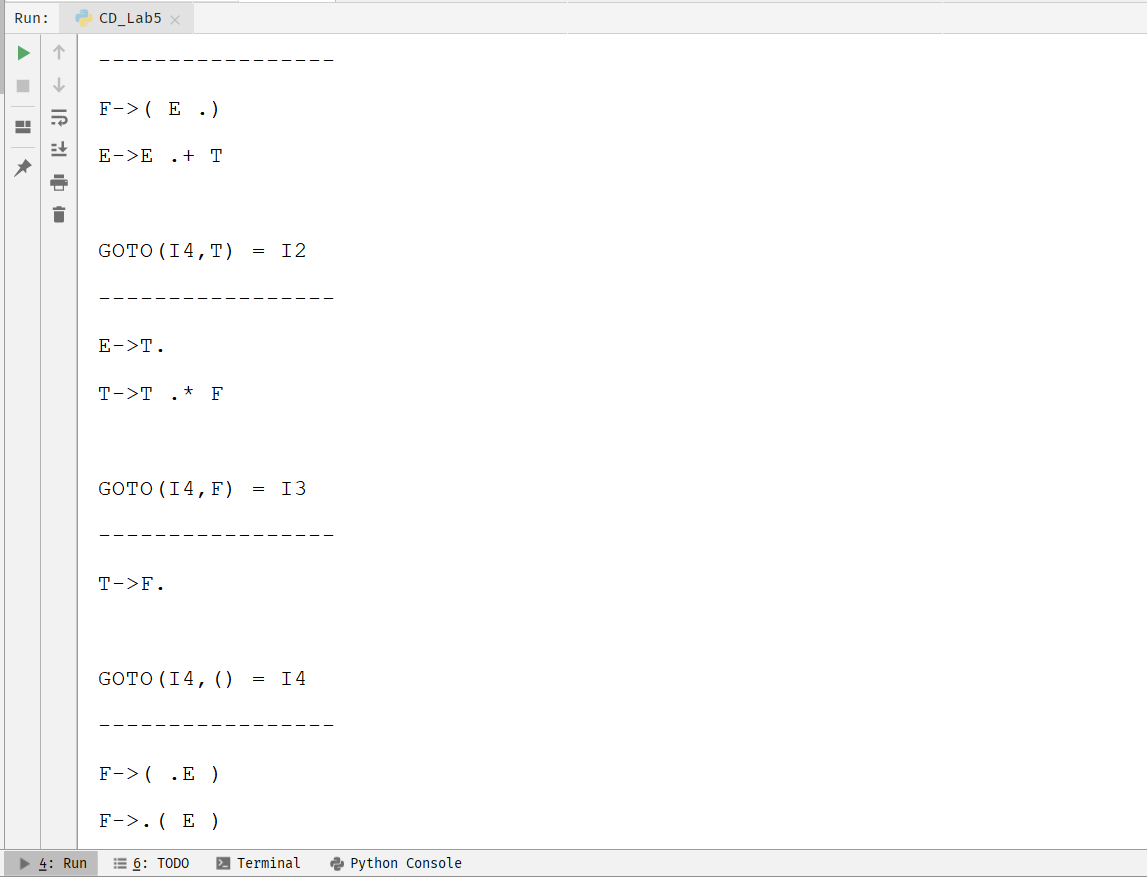 Run: CD_Lab5
-----------------
F->( E .)
E->E .+ T
GOTO(I4,T) = I2
-----------------
E->T.
T->T .* F
GOTO(I4,F) = I3
-----------------
T->F.
GOTO(I4,() = I4
-----------------
F->( .E )
F->.( E )
4: Run 6: TODO Terminal Python Console